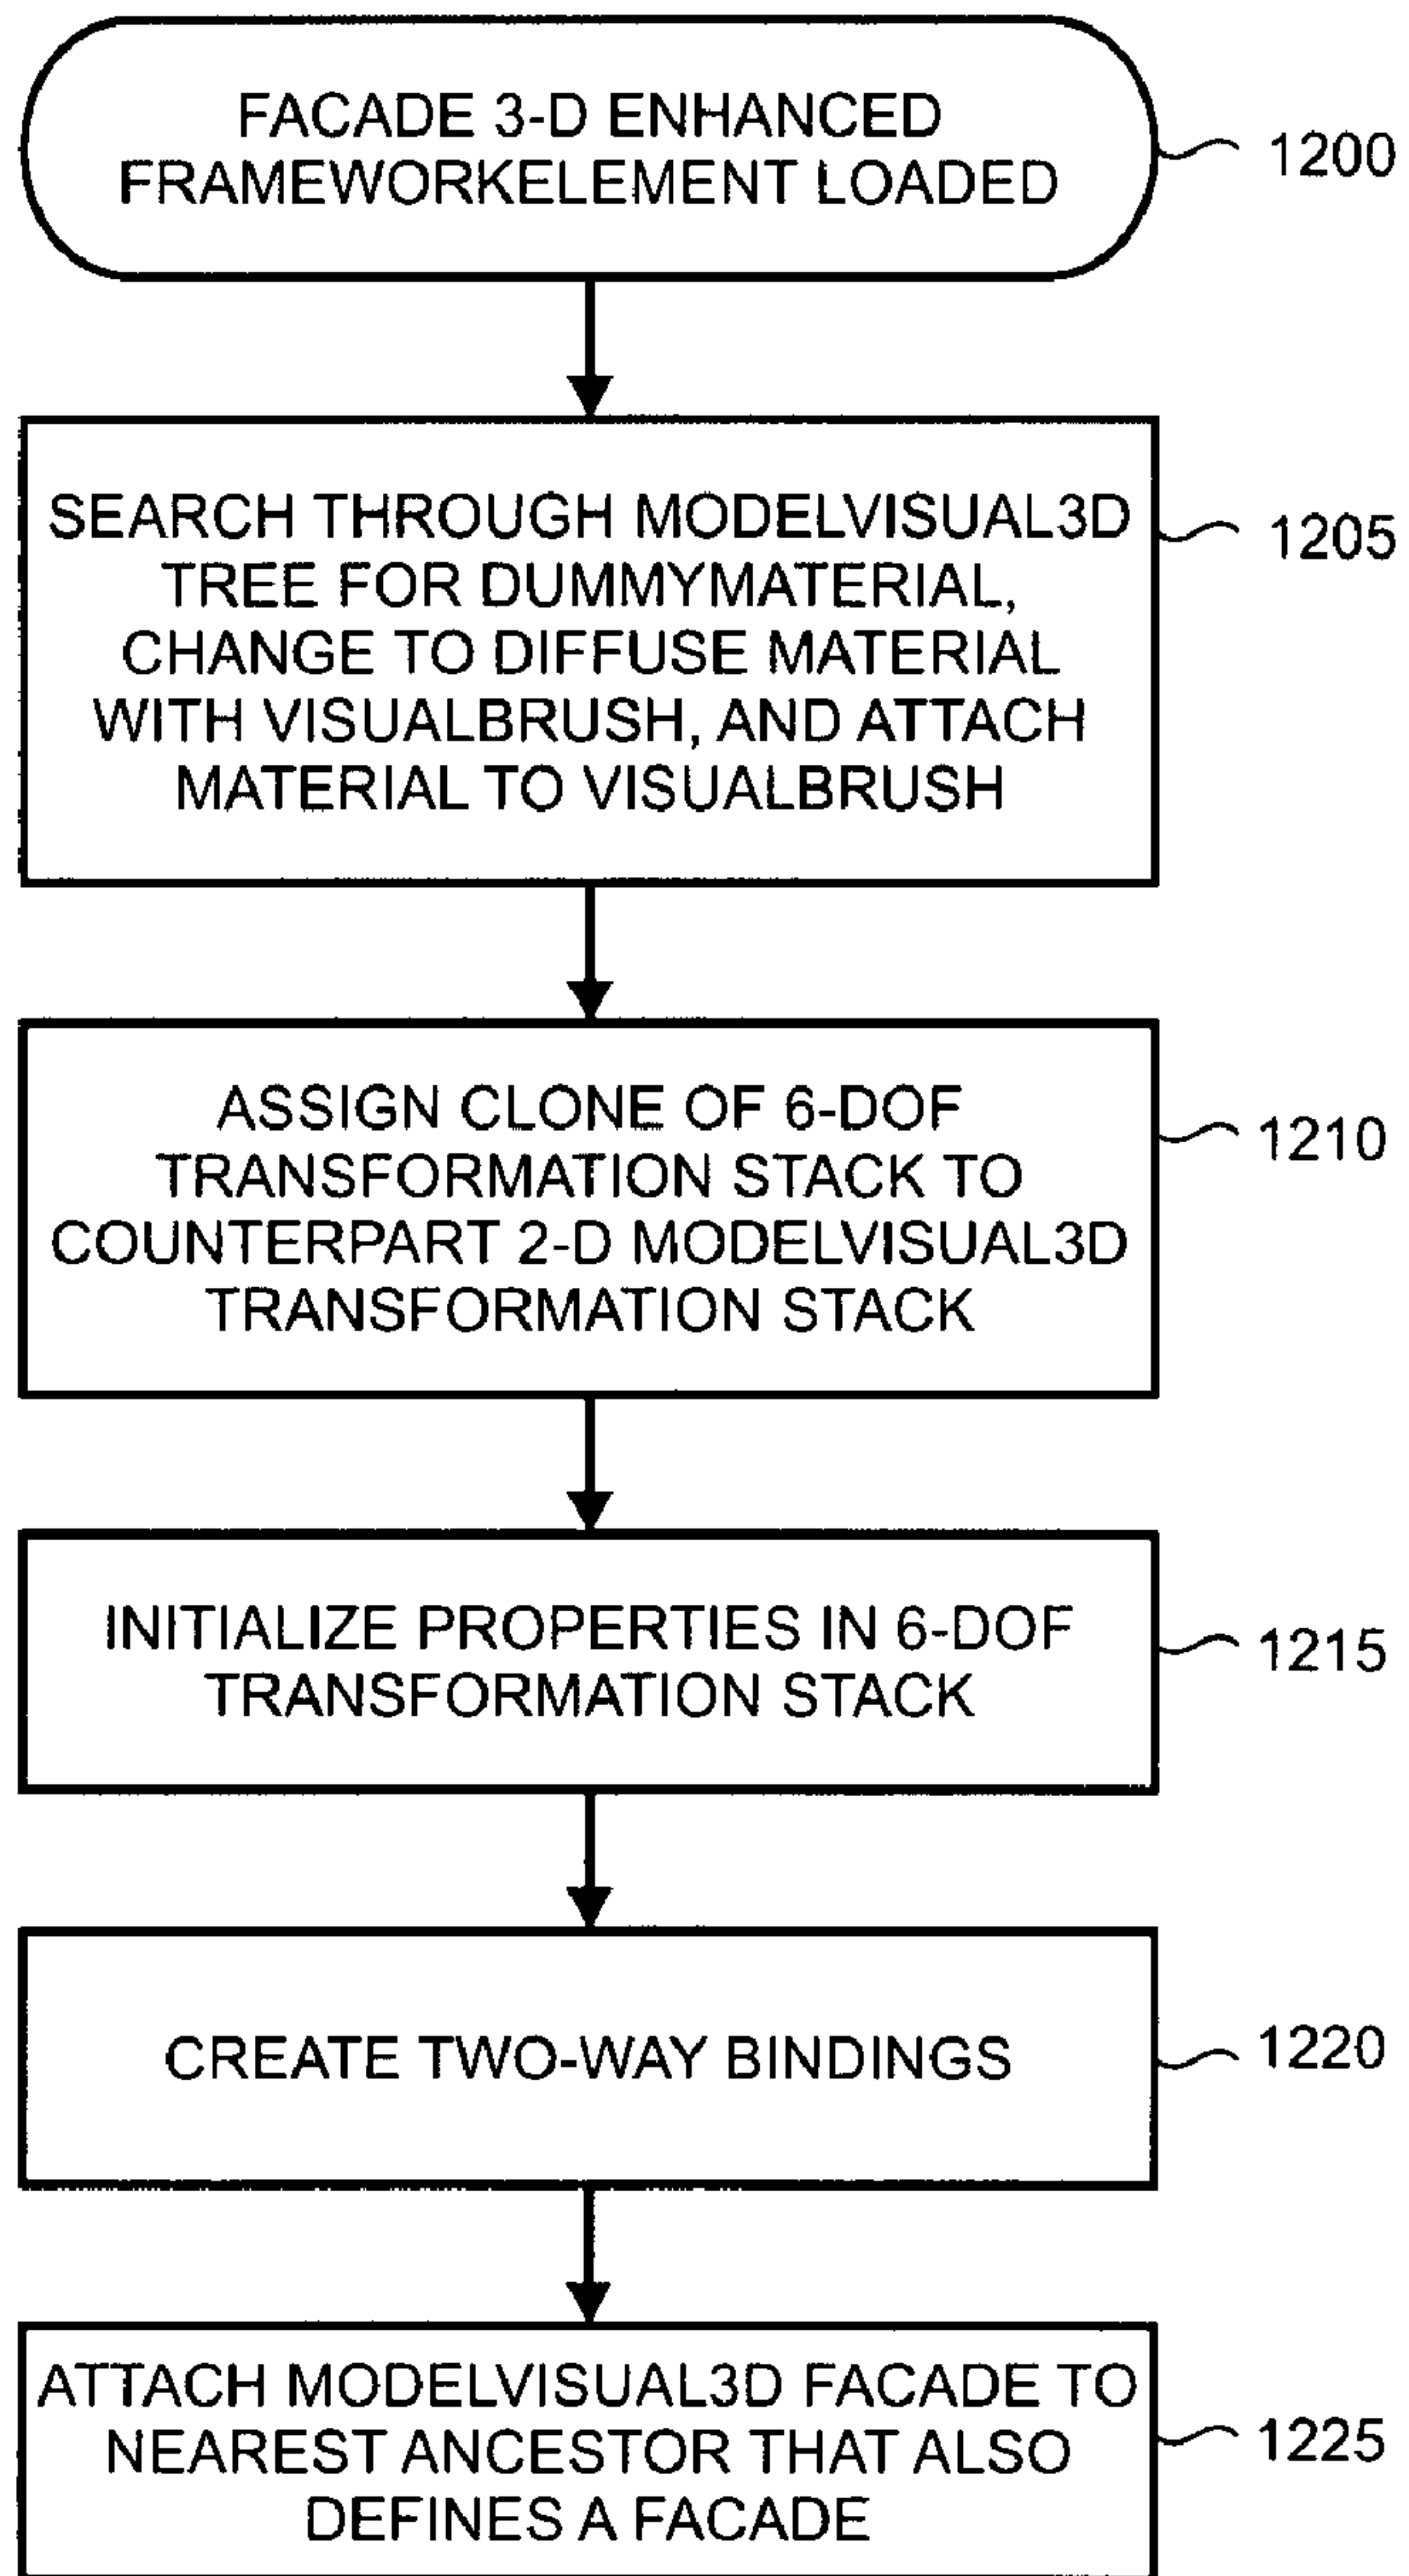 FACADE 3-D ENHANCED
FRAMEWORKELEMENT LOADED
1200
SEARCH THROUGH MODELVISUAL3D
TREE FOR DUMMYMATERIAL,
CHANGE TO DIFFUSE MATERIAL
WITH VISUALBRUSH, AND ATTACH
MATERIAL TO VISUALBRUSH
1205
ASSIGN CLONE OF 6-DOF
TRANSFORMATION STACK TO
COUNTERPART 2-D MODELVISUAL3D
TRANSFORMATION STACK
1210
INITIALIZE PROPERTIES IN 6-DOF
TRANSFORMATION STACK
1215
CREATE TWO-WAY BINDINGS
1220
ATTACH MODELVISUAL3D FACADE TO
NEAREST ANCESTOR THAT ALSO
DEFINES A FACADE
1225